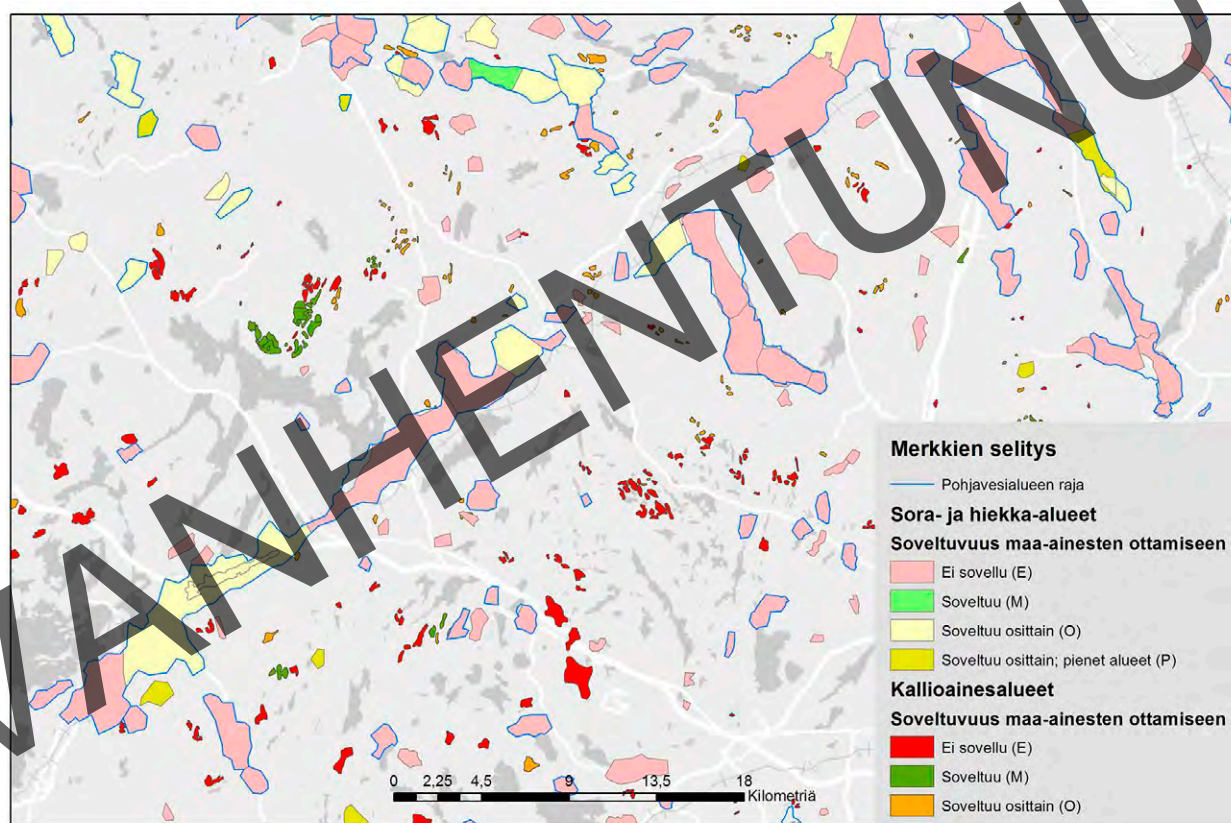 VANHENTUNU
Merkkien selitys
Pohjavesialueen raja
Sora- ja hiekka-alueet
Soveltuvuus maa-ainesten ottamiseen
Ei sovellu (E)
Soveltuu (M)
Soveltuu osittain (O)
Soveltuu osittain; pienet alueet (P)
Kallioainesalueet
Soveltuvuus maa-ainesten ottamiseen
Ei sovellu (E)
Soveltuu (M)
Soveltuu osittain (O)
0 2,25 4,5 9 13,5 18
Kilometriä